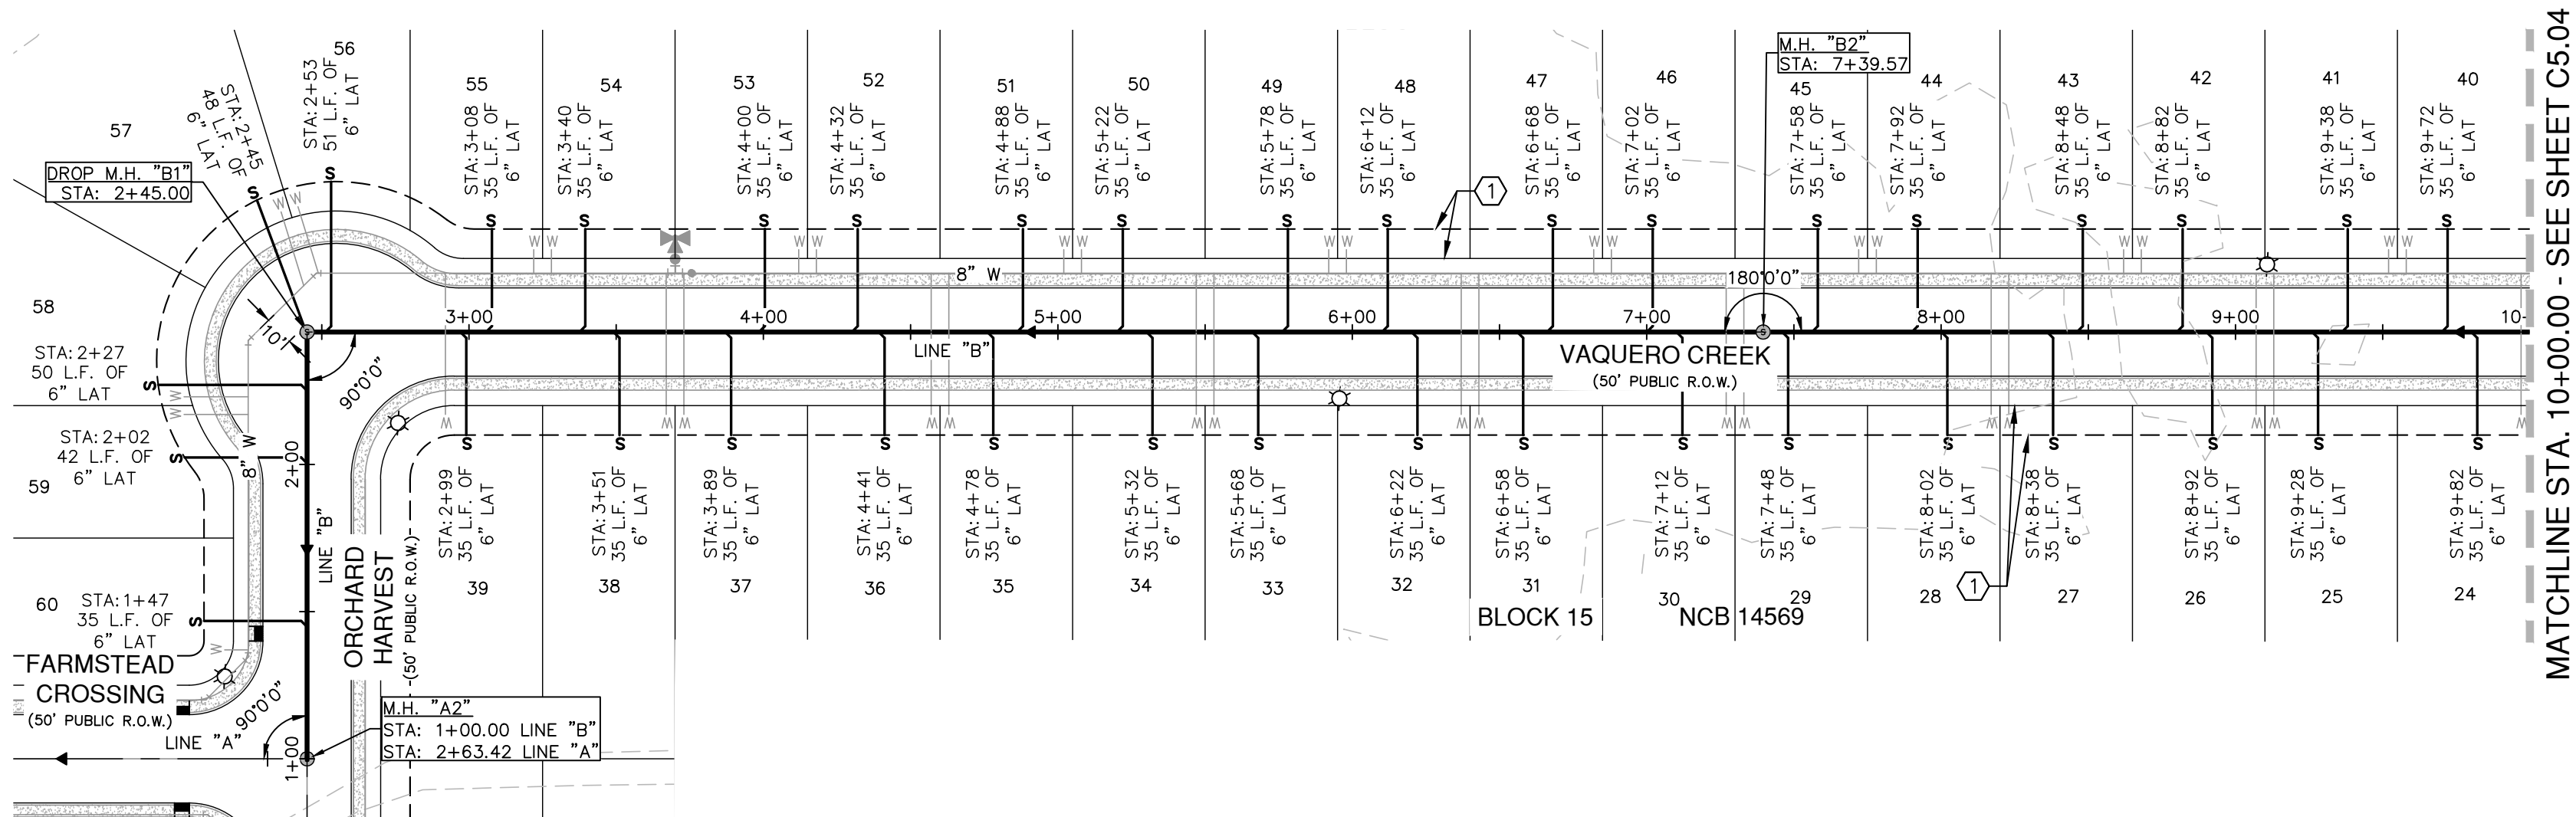 56
STA: 2+53
51 L.F. OF
6" LAT
STA: 2+45
48 L.F. OF
6" LAT
57
DROP M.H. "B1"
STA: 2+45.00
55
STA: 3+08
35 L.F. OF
6" LAT
54
STA: 3+40
35 L.F. OF
6" LAT
53
STA: 4+00
35 L.F. OF
6" LAT
52
STA: 4+32
35 L.F. OF
6" LAT
51
STA: 4+88
35 L.F. OF
6" LAT
50
STA: 5+22
35 L.F. OF
6" LAT
49
STA: 5+78
35 L.F. OF
6" LAT
48
STA: 6+12
35 L.F. OF
6" LAT
1
47
STA: 6+68
35 L.F. OF
6" LAT
46
STA: 7+02
35 L.F. OF
6" LAT
M.H. "B2"
STA: 7+39.57
45
STA: 7+58
35 L.F. OF
6" LAT
44
STA: 7+92
35 L.F. OF
6" LAT
43
STA: 8+48
35 L.F. OF
6" LAT
42
STA: 8+82
35 L.F. OF
6" LAT
41
STA: 9+38
35 L.F. OF
6" LAT
40
STA: 9+72
35 L.F. OF
6" LAT
MATCHLINE STA. 10+00.00 - SEE SHEET C5.04
S S S S S S S S S S S S S S S S S S
W W W W W W W W W W W W W W W W W W
8" W
180°0'0"
3+00 4+00 5+00 6+00 7+00 8+00 9+00 10+
LINE "B"
VAQUERO CREEK
(50' PUBLIC R.O.W.)
10'
90°0'0"
58
STA: 2+27
50 L.F. OF
6" LAT
S
W
W
STA: 2+02
42 L.F. OF
6" LAT
S
59
8" W
2+00
LINE "B"
ORCHARD
HARVEST
(50' PUBLIC R.O.W.)
W W W W W W W W W W W W W W W W
S S S S S S S S S S S S S S S S
STA: 2+99
35 L.F. OF
6" LAT
39
STA: 3+51
35 L.F. OF
6" LAT
38
STA: 3+89
35 L.F. OF
6" LAT
37
STA: 4+41
35 L.F. OF
6" LAT
36
STA: 4+78
35 L.F. OF
6" LAT
35
STA: 5+32
35 L.F. OF
6" LAT
34
STA: 5+68
35 L.F. OF
6" LAT
33
STA: 6+22
35 L.F. OF
6" LAT
32
STA: 6+58
35 L.F. OF
6" LAT
31
STA: 7+12
35 L.F. OF
6" LAT
30
STA: 7+48
35 L.F. OF
6" LAT
29
STA: 8+02
35 L.F. OF
6" LAT
28
1
STA: 8+38
35 L.F. OF
6" LAT
27
STA: 8+92
35 L.F. OF
6" LAT
26
STA: 9+28
35 L.F. OF
6" LAT
25
STA: 9+82
35 L.F. OF
6" LAT
24
BLOCK 15
NCB 14569
60
STA: 1+47
35 L.F. OF
6" LAT
S
W
FARMSTEAD
CROSSING
(50' PUBLIC R.O.W.)
90°0'0"
LINE "A"
1+00
M.H. "A2"
STA: 1+00.00 LINE "B"
STA: 2+63.42 LINE "A"